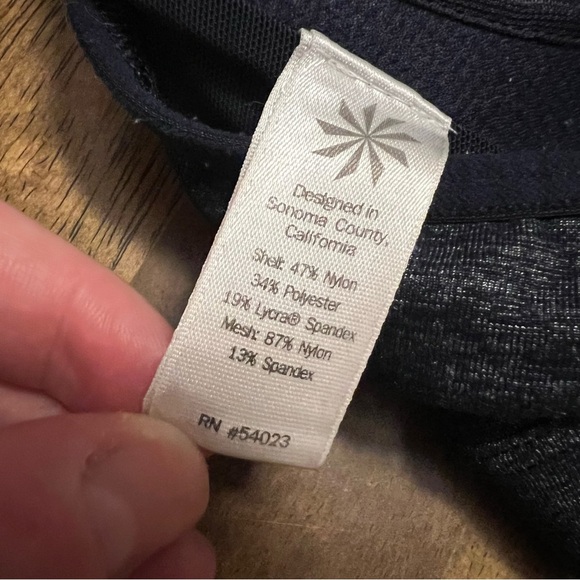 Designed in
Sonoma County,
California
Shell: 47% Nylon
34% Polyester
19% Lycra® Spandex
Mesh: 87% Nylon
13% Spandex
RN #54023